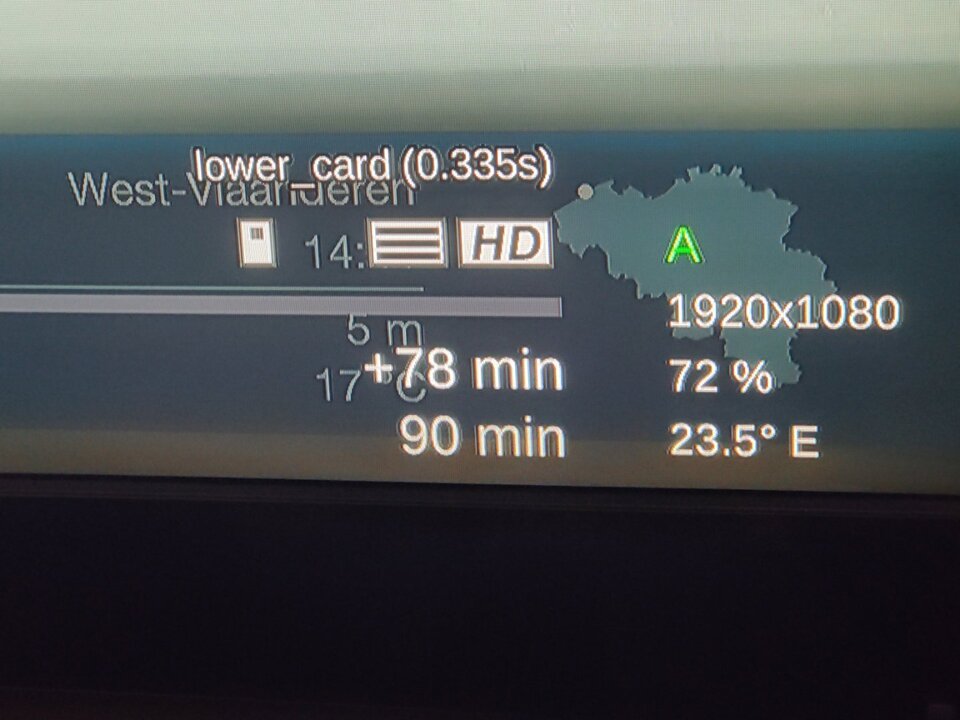 lower_card (0.335s)
West-Vlaanderen
14:
HD
A
1920x1080
5 m
+78 min
72 %
17 °C
90 min
23.5° E